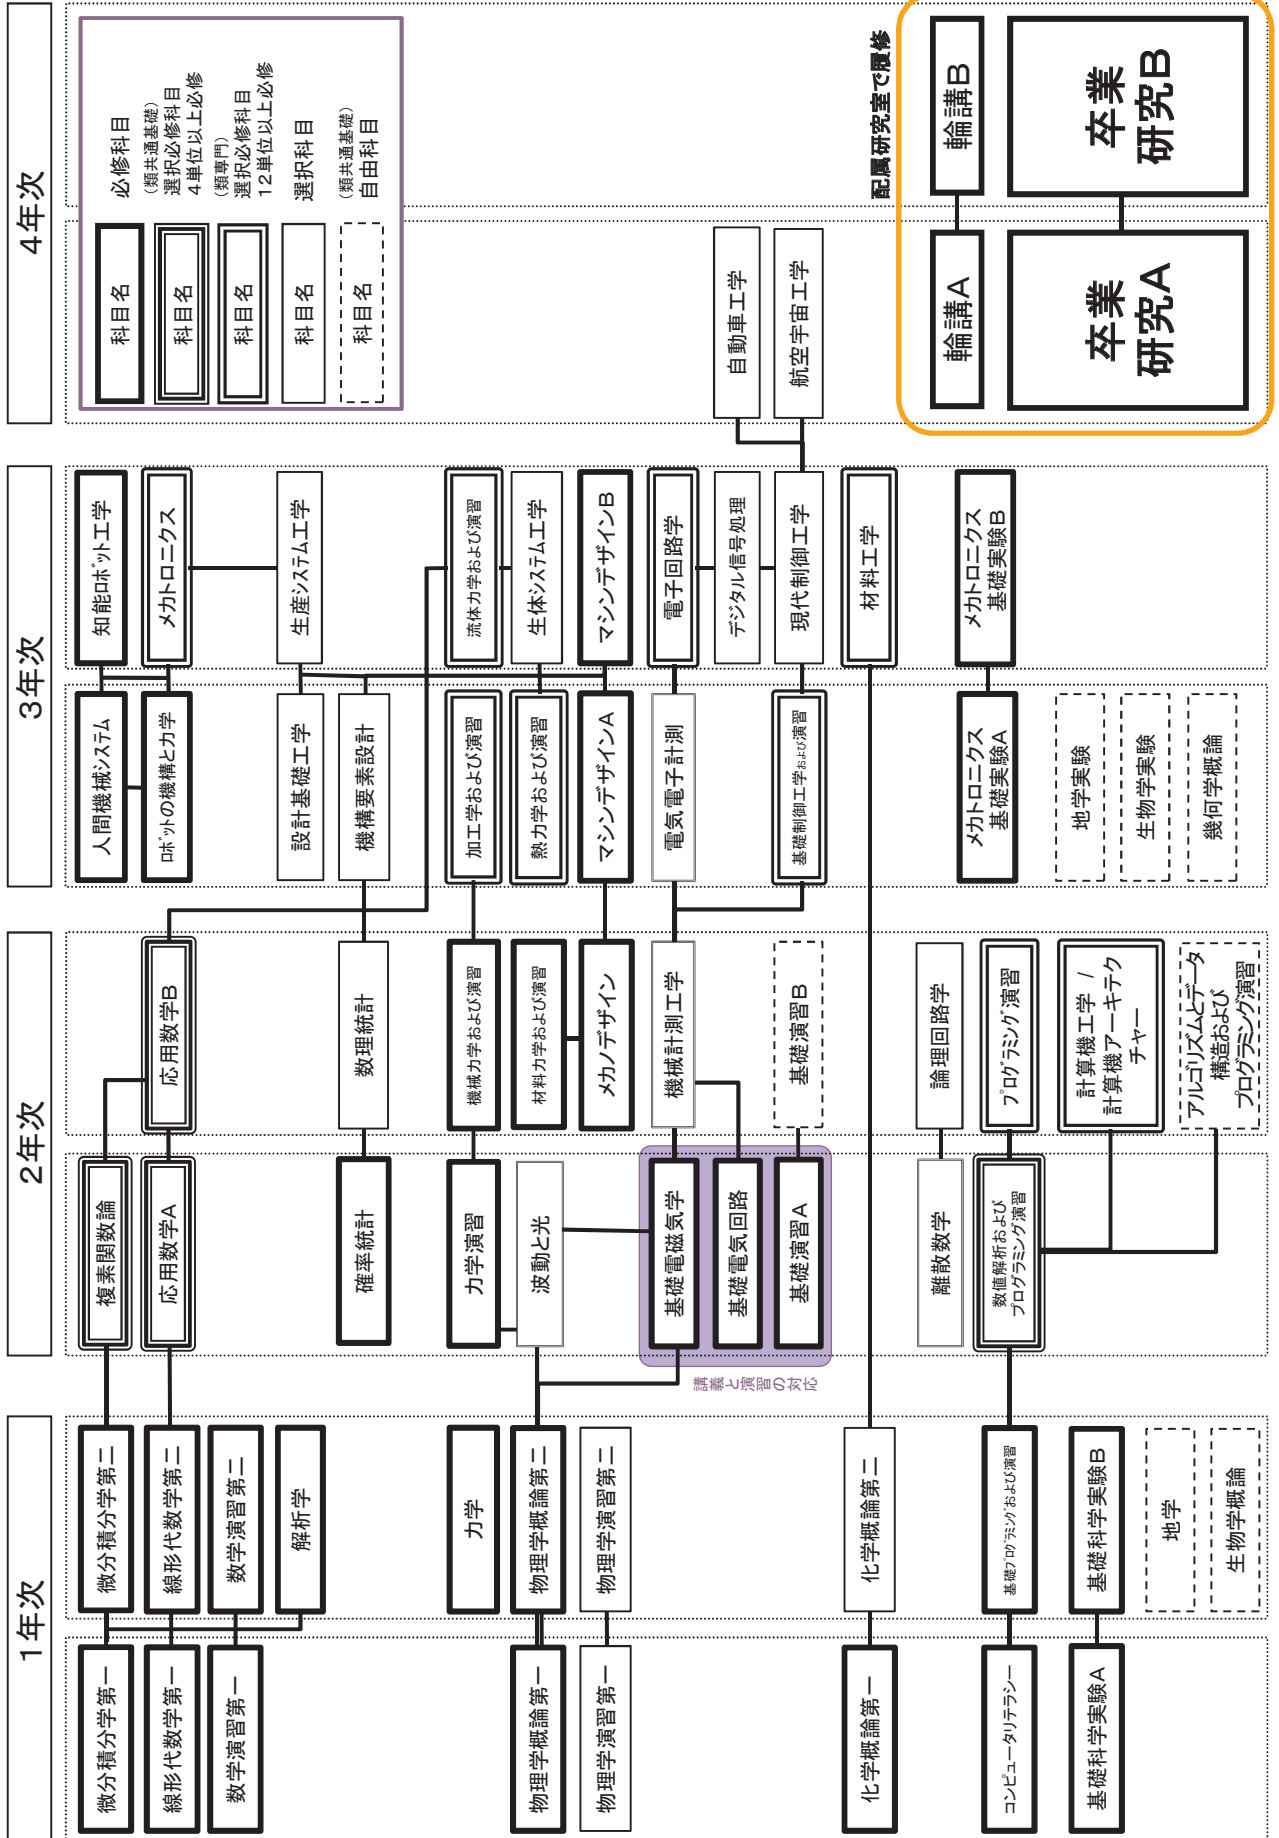 1年次
微分積分学第一
線形代数学第一
数学演習第一
物理学概論第一
物理学演習第一
化学概論第一
コンピュータリテラシー
基礎科学実験A
微分積分学第二
線形代数学第二
数学演習第二
解析学
力学
物理学概論第二
物理学演習第二
化学概論第二
基礎プログラミングおよび演習
基礎科学実験B
地学
生物学概論
2年次
複素関数論
応用数学A
確率統計
力学演習
波動と光
基礎電磁気学
基礎電気回路
基礎演習A
講義と演習の対応
離散数学
数値解析および
プログラミング演習
応用数学B
数理統計
機械力学および演習
材料力学および演習
メカノデザイン
機械計測工学
基礎演習B
論理回路学
プログラミング演習
計算機工学 /
計算機アーキテク
チャー
アルゴリズムとデータ
構造および
プログラミング演習
3年次
人間機械システム
ロボットの機構と力学
設計基礎工学
機構要素設計
加工学および演習
熱力学および演習
マシンデザインA
電気電子計測
基礎制御工学および演習
メカトロニクス
基礎実験A
地学実験
生物学実験
幾何学概論
知能ロボット工学
メカトロニクス
生産システム工学
流体力学および演習
生体システム工学
マシンデザインB
電子回路学
デジタル信号処理
現代制御工学
材料工学
メカトロニクス
基礎実験B
4年次
科目名
必修科目
科目名
(類共通基礎)
選択必修科目
4単位以上必修
科目名
(類専門)
選択必修科目
12単位以上必修
科目名
選択科目
科目名
(類共通基礎)
自由科目
自動車工学
航空宇宙工学
配属研究室で履修
輪講A
輪講B
卒業
研究A
卒業
研究B